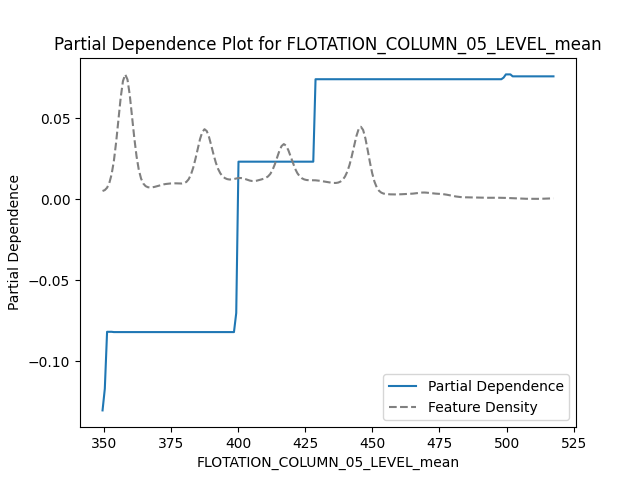 Partial Dependence Plot for FLOTATION_COLUMN_05_LEVEL_mean
Partial Dependence
0.05
0.00
−0.05
−0.10
Partial Dependence
Feature Density
350 375 400 425 450 475 500 525
FLOTATION_COLUMN_05_LEVEL_mean